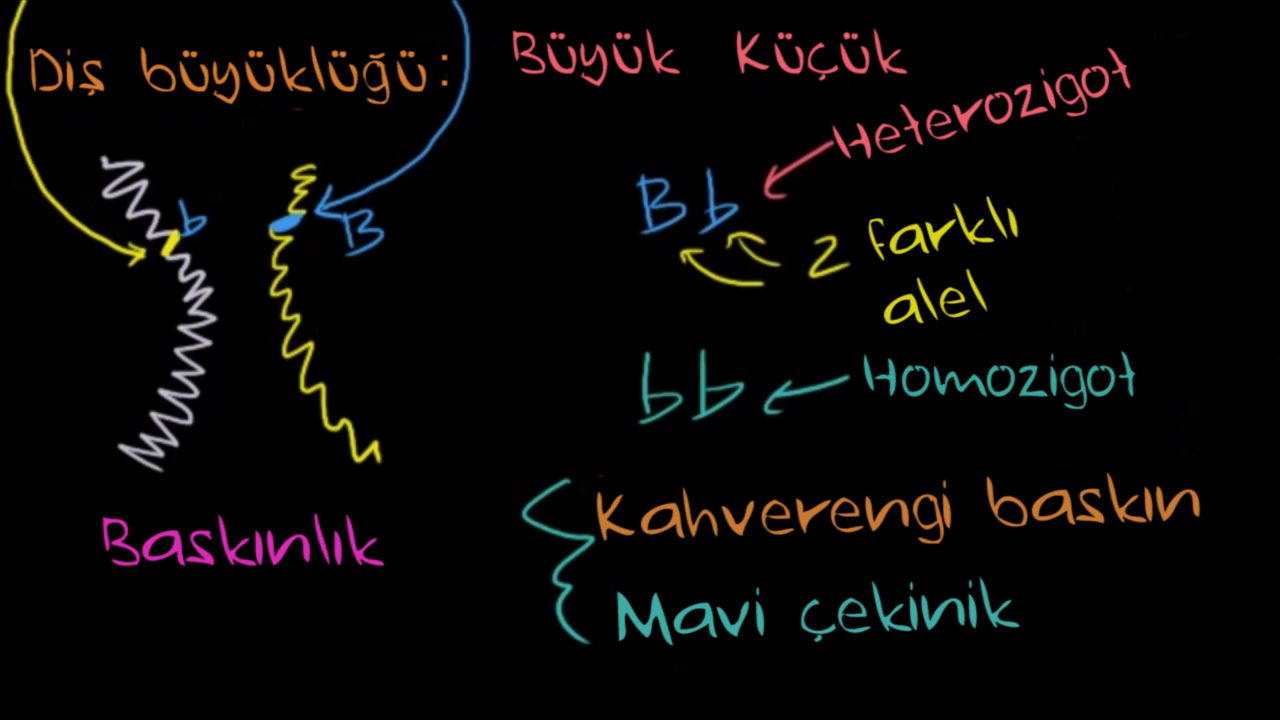 Diş büyüklüğü: Büyük Küçük
Heterozigot
b B
Bb
2 farklı
alel
bb Homozigot
Baskınlık
Kahverengi baskın
Mavi çekinik